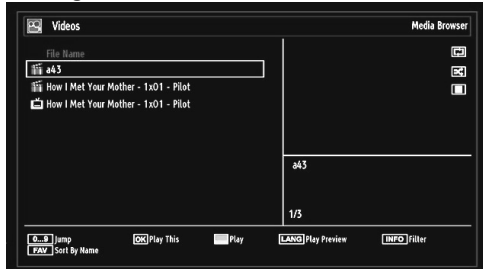 Videos Media Browser
File Name
a43
How I Met Your Mother - 1x01 - Pilot
How I Met Your Mother - 1x01 - Pilot
a43
1/3
0...9 Jump OK Play This Play LANG Play Preview INFO Filter
FAV Sort By Name